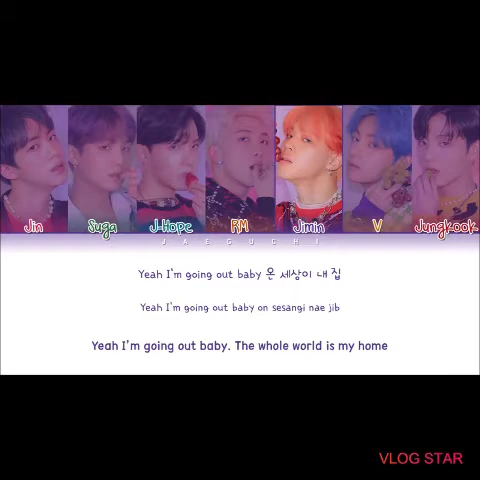 Jin Suga J-Hope RM Jimin V Jungkook
JAEGUCHI
Yeah I'm going out baby 온 세상이 내 집
Yeah I'm going out baby on sesangi nae jib
Yeah I'm going out baby. The whole world is my home
VLOG STAR